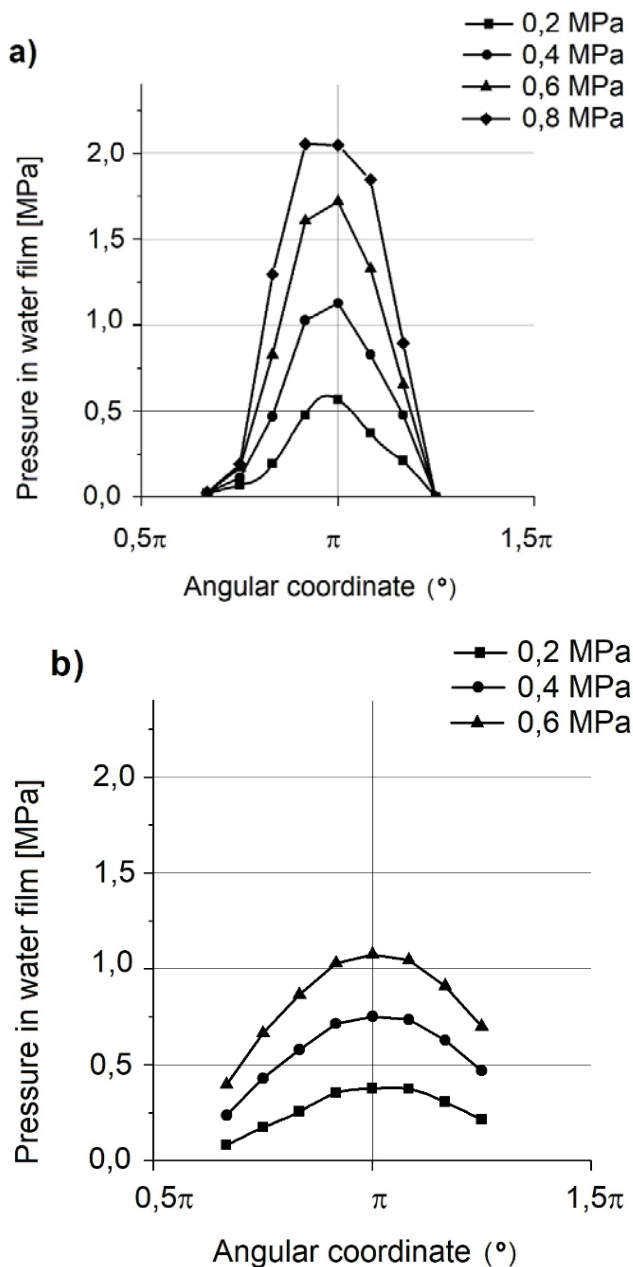 a)
0,2 MPa
0,4 MPa
0,6 MPa
0,8 MPa
Pressure in water film [MPa]
2,0
1,5
1,0
0,5
0,0
0,5π π 1,5π
Angular coordinate (°)
b)
0,2 MPa
0,4 MPa
0,6 MPa
Pressure in water film [MPa]
2,0
1,5
1,0
0,5
0,0
0,5π π 1,5π
Angular coordinate (°)